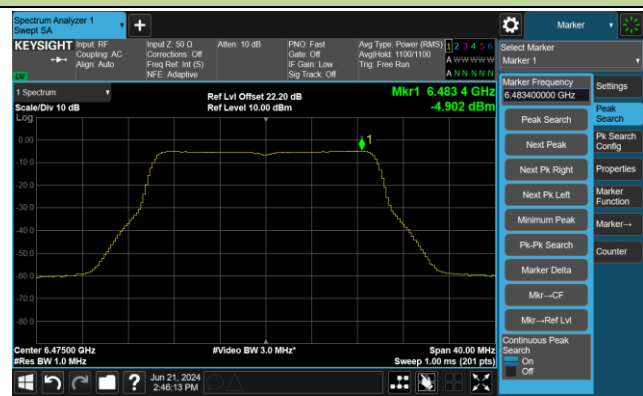 Spectrum Analyzer 1
Swept SA
+
Marker
KEYSIGHT
Input: RF
Coupling: AC
Align: Auto
Input Z: 50 Ω
Corrections: Off
Freq Ref: Int (S)
NFE: Adaptive
Atten: 10 dB
PNO: Fast
Gate: Off
IF Gain: Low
Sig Track: Off
Avg Type: Power (RMS)
Avg|Hold: 1100/1100
Trig: Free Run
1 2 3 4 5 6
A W W W W W
A N N N N N
Select Marker
Marker 1
1 Spectrum
Scale/Div 10 dB
Log
Ref Lvl Offset 22.20 dB
Ref Level 10.00 dBm
Mkr1 6.483 4 GHz
-4.902 dBm
1
0.00
-10.0
-20.0
-30.0
-40.0
-50.0
-60.0
-70.0
-80.0
Center 6.47500 GHz
#Res BW 1.0 MHz
#Video BW 3.0 MHz*
Span 40.00 MHz
Sweep 1.00 ms (201 pts)
Marker Frequency
6.483400000 GHz
Peak Search
Next Peak
Next Pk Right
Next Pk Left
Minimum Peak
Pk-Pk Search
Marker Delta
Mkr→CF
Mkr→Ref Lvl
Continuous Peak
Search
On
Off
Settings
Peak
Search
Pk Search
Config
Properties
Marker
Function
Marker→
Counter
?
Jun 21, 2024
2:46:13 PM